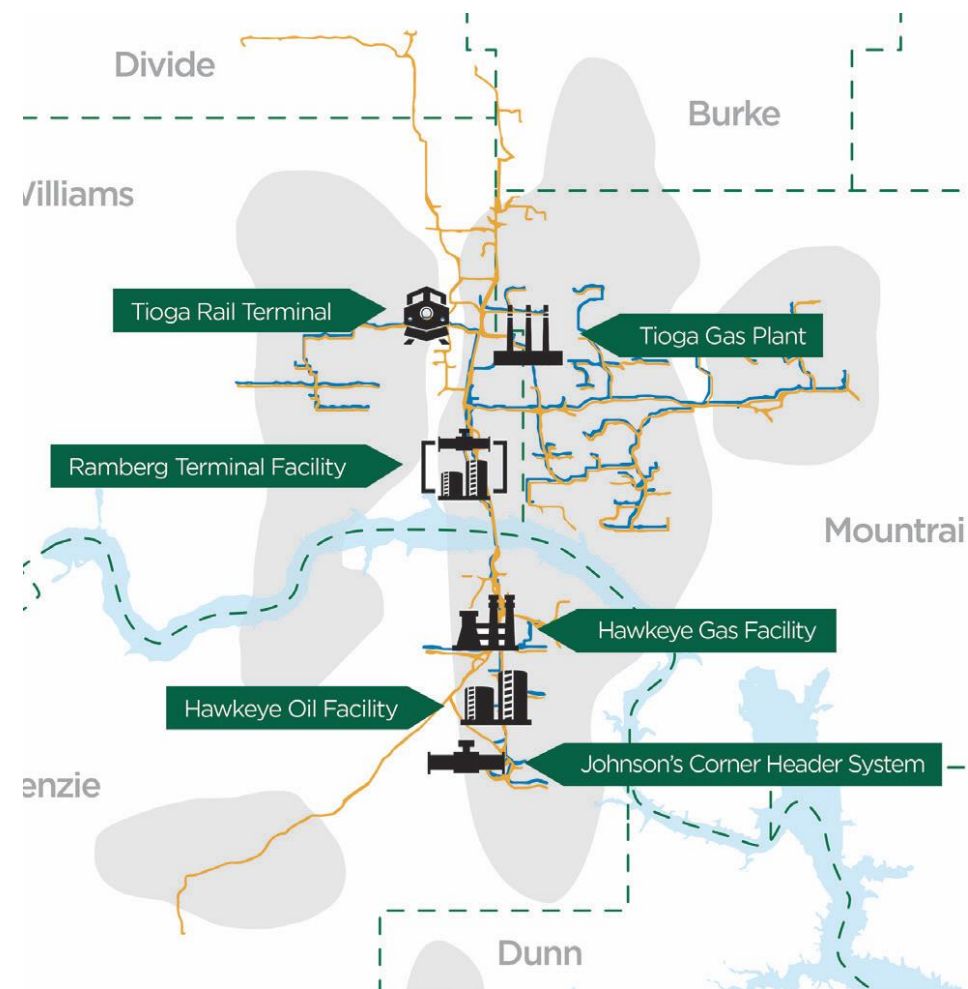 Divide
Burke
Villiams
Tioga Rail Terminal
Tioga Gas Plant
Ramberg Terminal Facility
Mountrai
Hawkeye Gas Facility
Hawkeye Oil Facility
Johnson's Corner Header System
enzie
Dunn